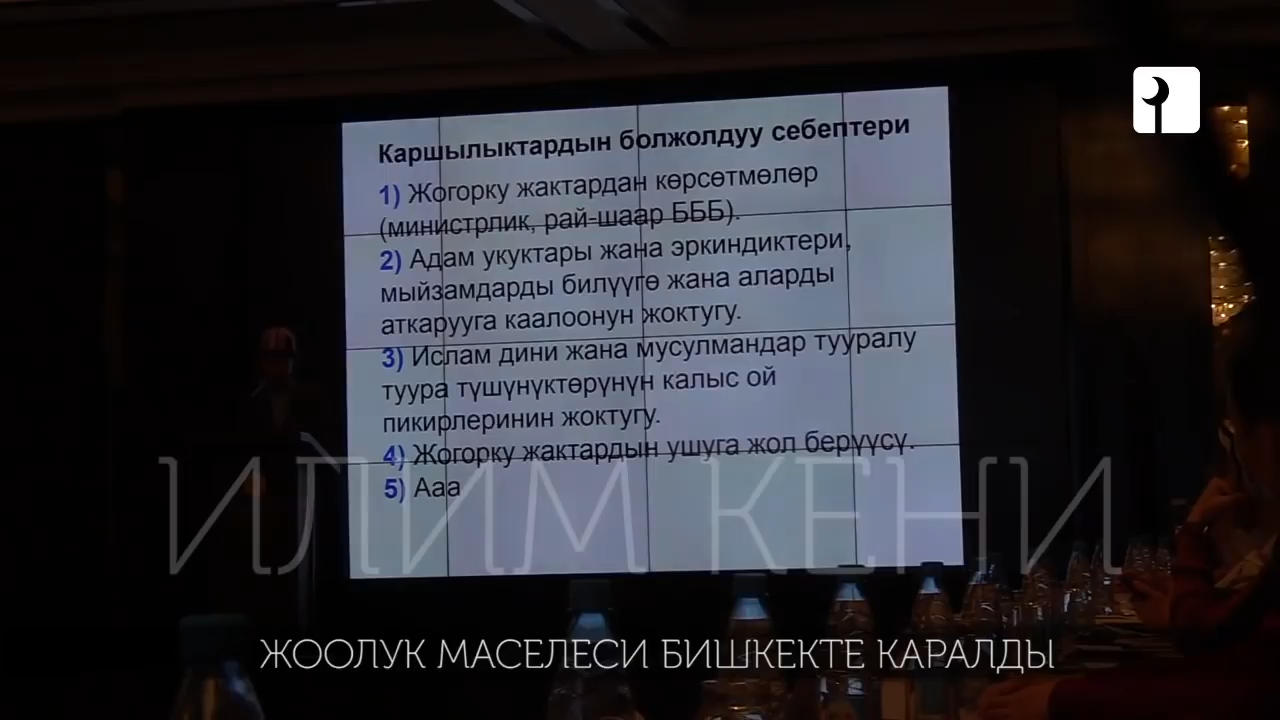 Каршылыктардын болжолдуу себептери
1) Жогорку жактардан көрсөтмөлөр
(министрлик, рай-шаар БББ).
2) Адам укуктары жана эркиндиктери,
мыйзамдарды билүүгө жана аларды
аткарууга каалоонун жоктугу.
3) Ислам дини жана мусулмандар тууралу
туура түшүнүктөрүнүн калыс ой
пикирлеринин жоктугу.
4) Жогорку жактардын ушуга жол берүүсү.
5) Ааа
ИЛИМ КЕНИ
ЖООЛУК МАСЕЛЕСИ БИШКЕКТЕ КАРАЛДЫ